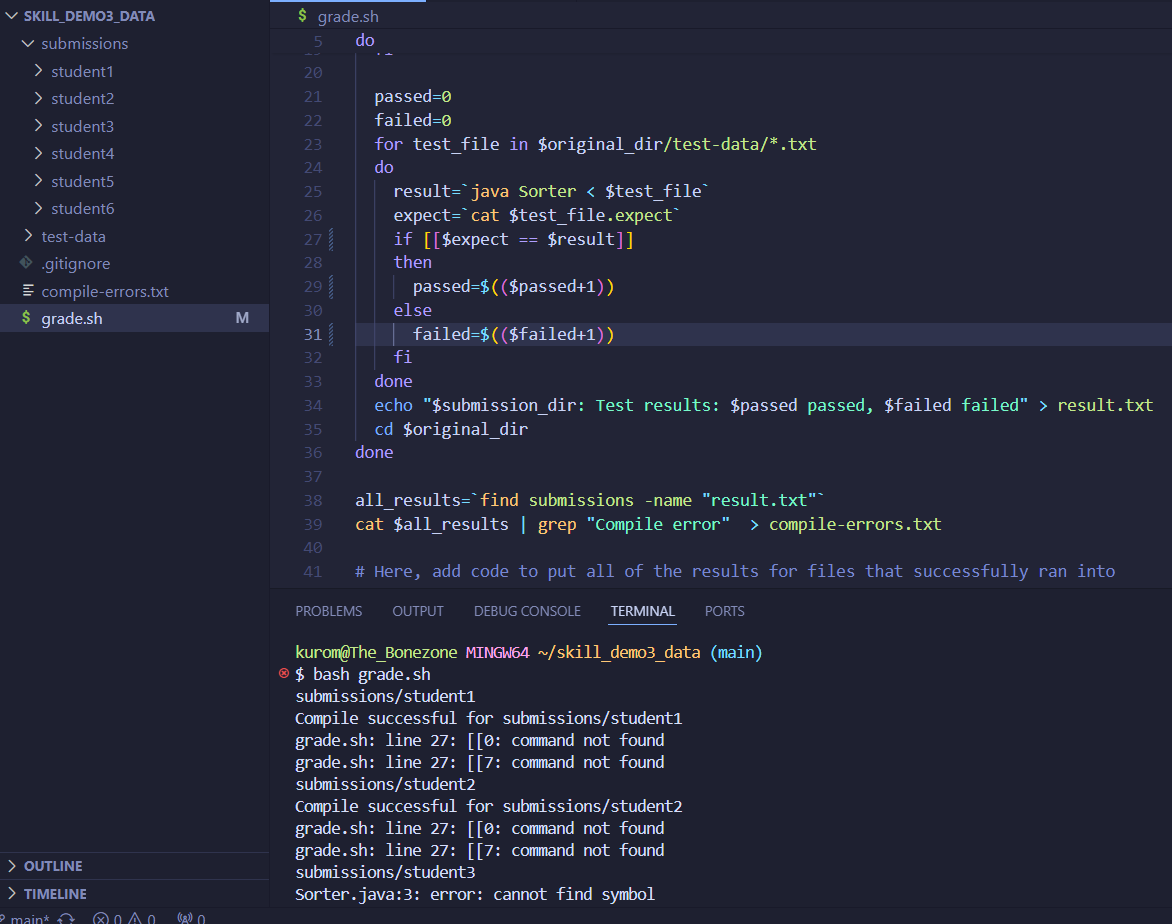 SKILL_DEMO3_DATA
submissions
student1
student2
student3
student4
student5
student6
test-data
.gitignore
compile-errors.txt
$ grade.sh M
OUTLINE
TIMELINE
main* 0 0 0
$ grade.sh
5 do
20
21 passed=0
22 failed=0
23 for test_file in $original_dir/test-data/*.txt
24 do
25 result=`java Sorter < $test_file`
26 expect=`cat $test_file.expect`
27 if [[$expect == $result]]
28 then
29 passed=$(($passed+1))
30 else
31 failed=$(($failed+1))
32 fi
33 done
34 echo "$submission_dir: Test results: $passed passed, $failed failed" > result.txt
35 cd $original_dir
36 done
37
38 all_results=`find submissions -name "result.txt"`
39 cat $all_results | grep "Compile error"  > compile-errors.txt
40
41 # Here, add code to put all of the results for files that successfully ran into
PROBLEMS OUTPUT DEBUG CONSOLE TERMINAL PORTS
kurom@The_Bonezone MINGW64 ~/skill_demo3_data (main)
$ bash grade.sh
submissions/student1
Compile successful for submissions/student1
grade.sh: line 27: [[0: command not found
grade.sh: line 27: [[7: command not found
submissions/student2
Compile successful for submissions/student2
grade.sh: line 27: [[0: command not found
grade.sh: line 27: [[7: command not found
submissions/student3
Sorter.java:3: error: cannot find symbol